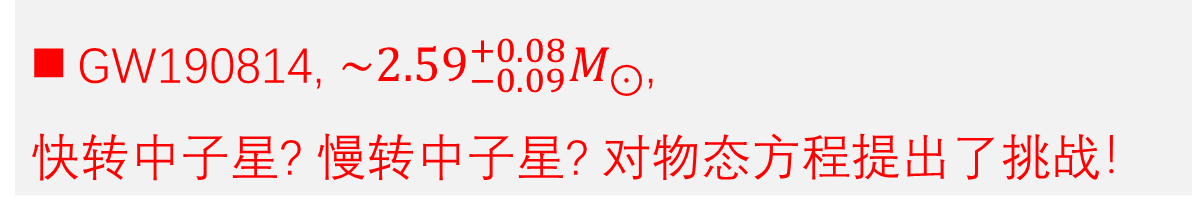 ■ GW190814, ~2.59^{+0.08}_{-0.09}M_⊙,
快转中子星? 慢转中子星? 对物态方程提出了挑战!